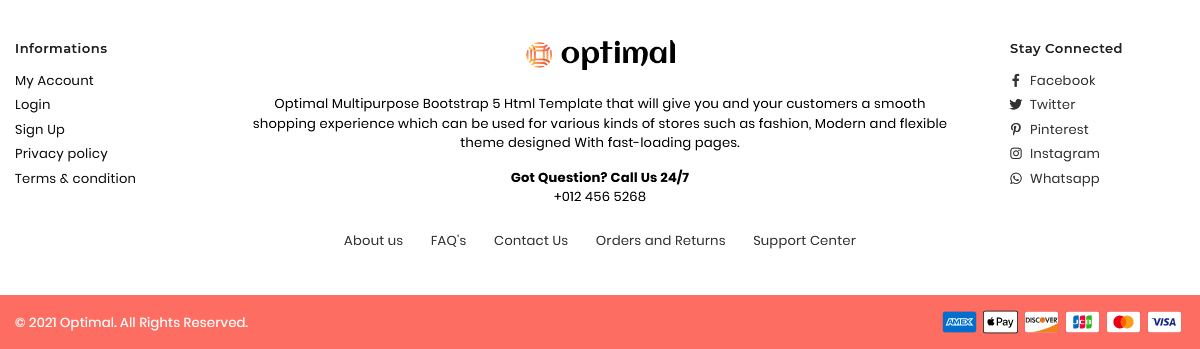 Informations
My Account
Login
Sign Up
Privacy policy
Terms & condition
optimal
Optimal Multipurpose Bootstrap 5 Html Template that will give you and your customers a smooth
shopping experience which can be used for various kinds of stores such as fashion, Modern and flexible
theme designed With fast-loading pages.
Got Question? Call Us 24/7
+012 456 5268
About us FAQ's Contact Us Orders and Returns Support Center
Stay Connected
Facebook
Twitter
Pinterest
Instagram
Whatsapp
© 2021 Optimal. All Rights Reserved.
AMEX Pay DISCOVER JCB VISA